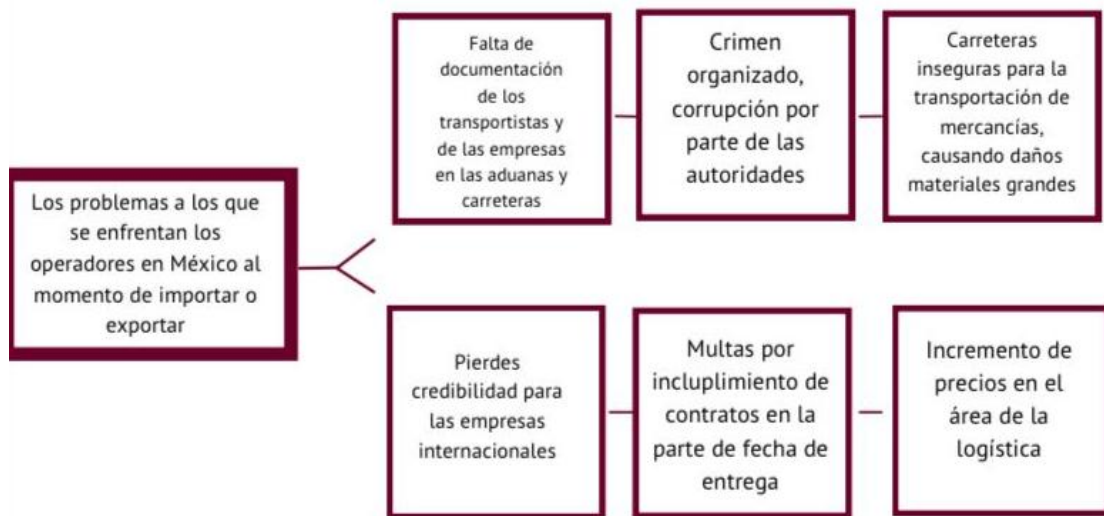 Los problemas a los que
se enfrentan los
operadores en México al
momento de importar o
exportar
Falta de
documentación
de los
transportistas y
de las empresas
en las aduanas y
carreteras
Crimen
organizado,
corrupción por
parte de las
autoridades
Carreteras
inseguras para la
transportación de
mercancías,
causando daños
materiales grandes
Pierdes
credibilidad para
las empresas
internacionales
Multas por
incluplimiento de
contratos en la
parte de fecha de
entrega
Incremento de
precios en el
área de la
logística